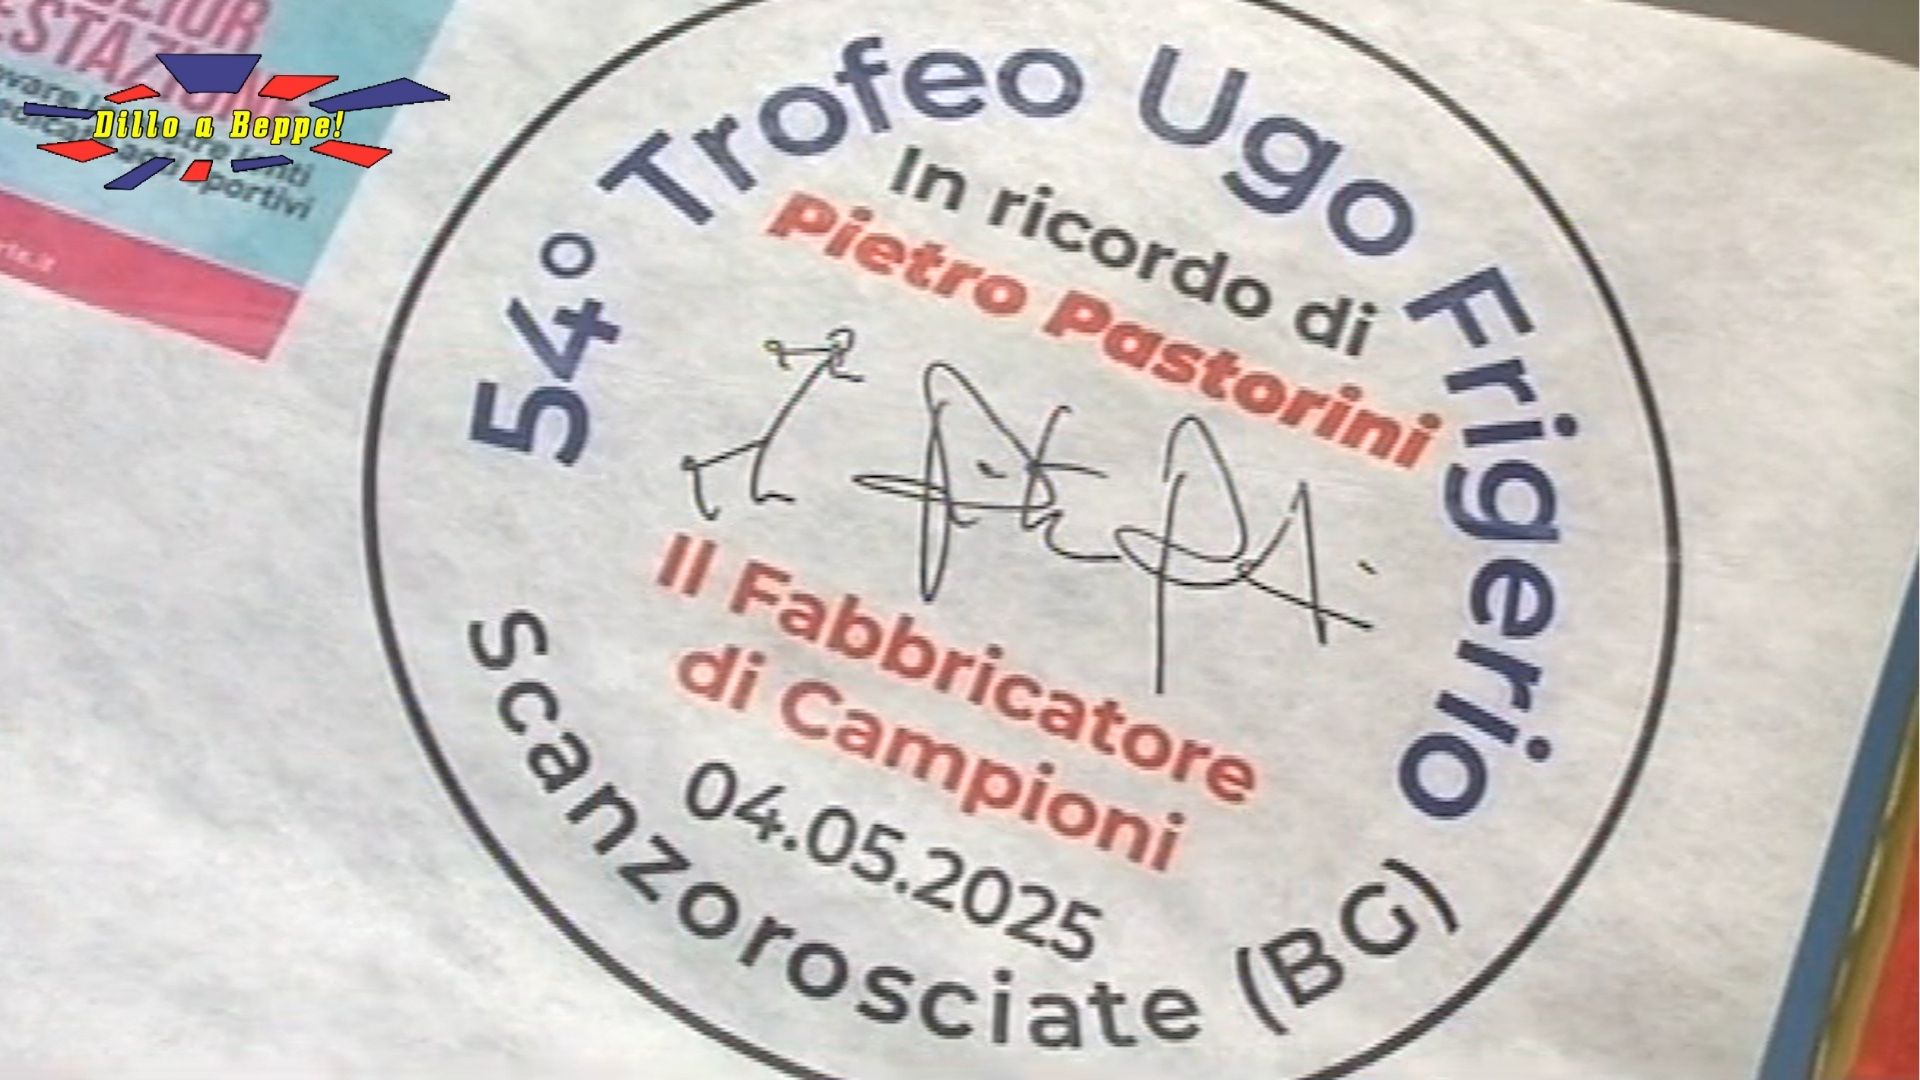 Dillo a Beppe!
portivi
54° Trofeo Ugo Frigerio
In ricordo di
Pietro Pastorini
Il Fabbricatore
di Campioni
04.05.2025
Scanzorosciate (BG)